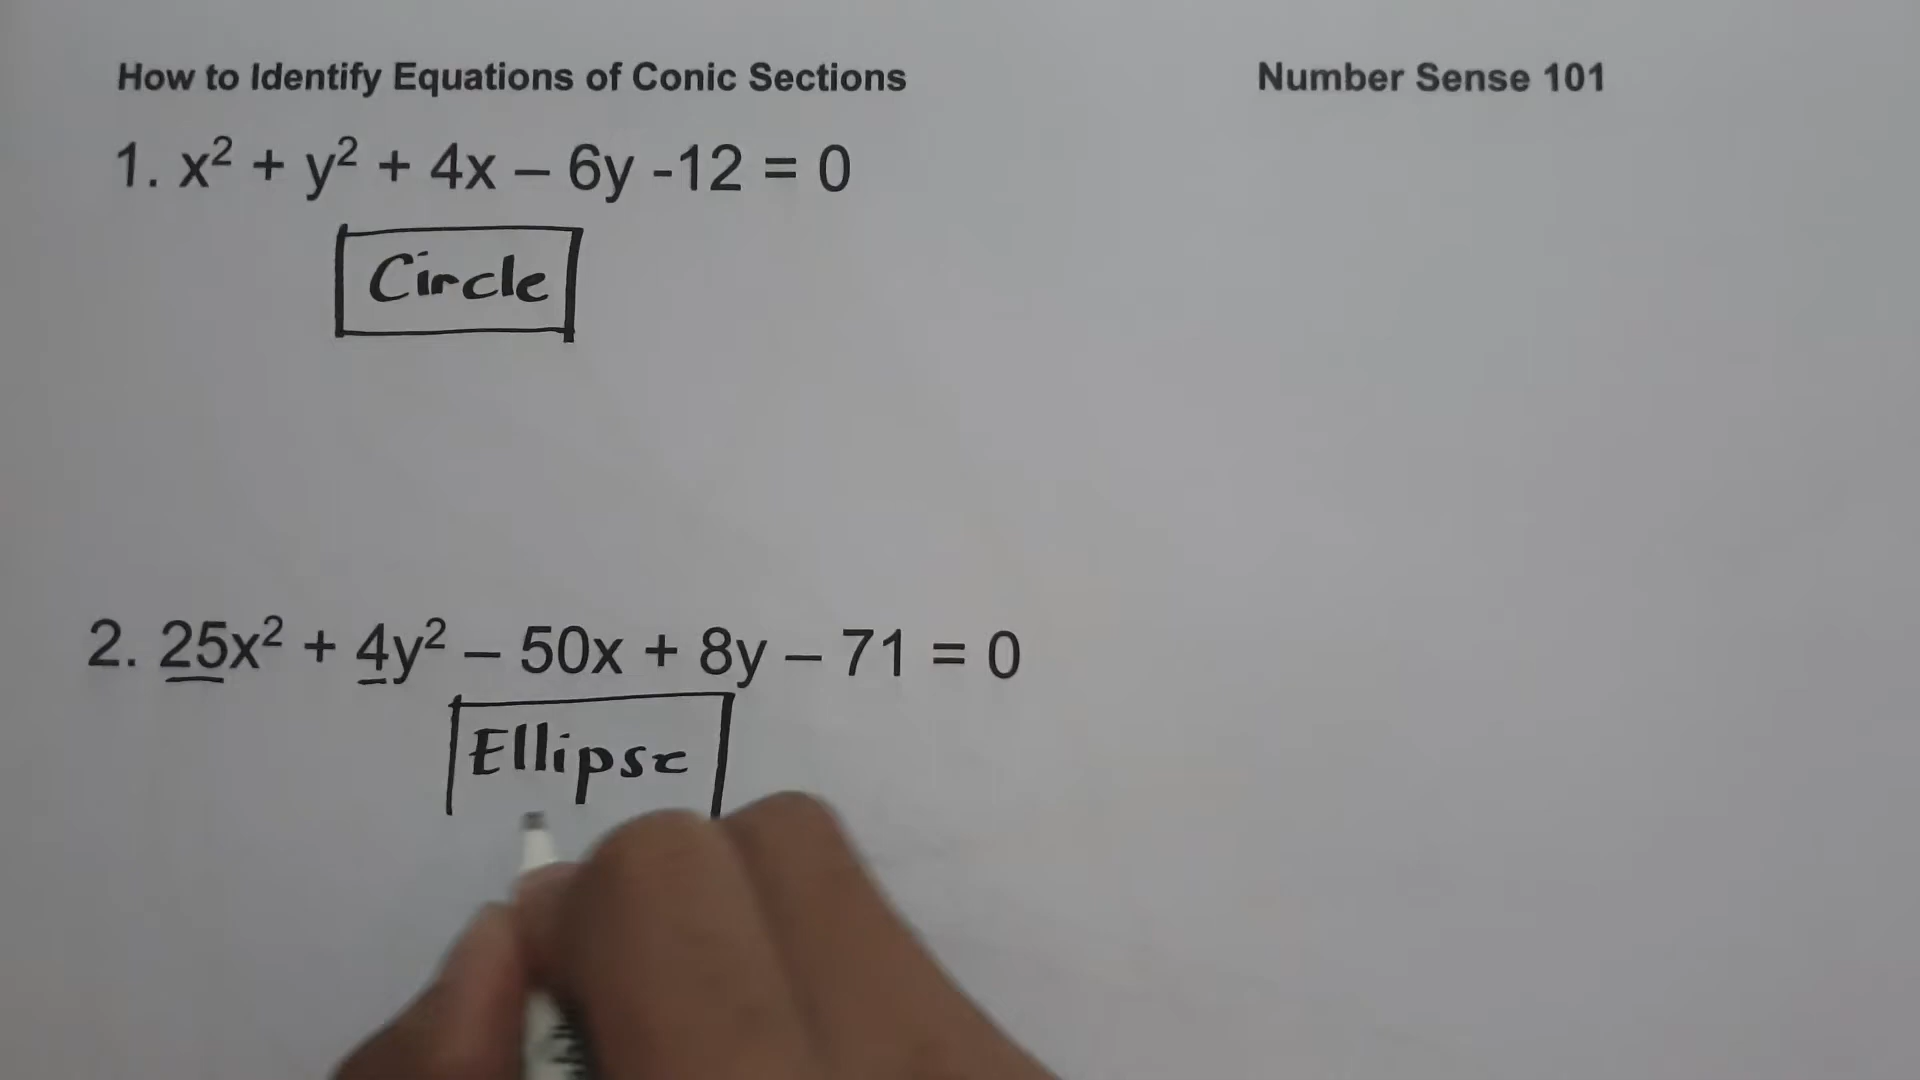 How to Identify Equations of Conic Sections Number Sense 101
1. x² + y² + 4x – 6y -12 = 0
Circle
2. 25x² + 4y² – 50x + 8y – 71 = 0
Ellipse